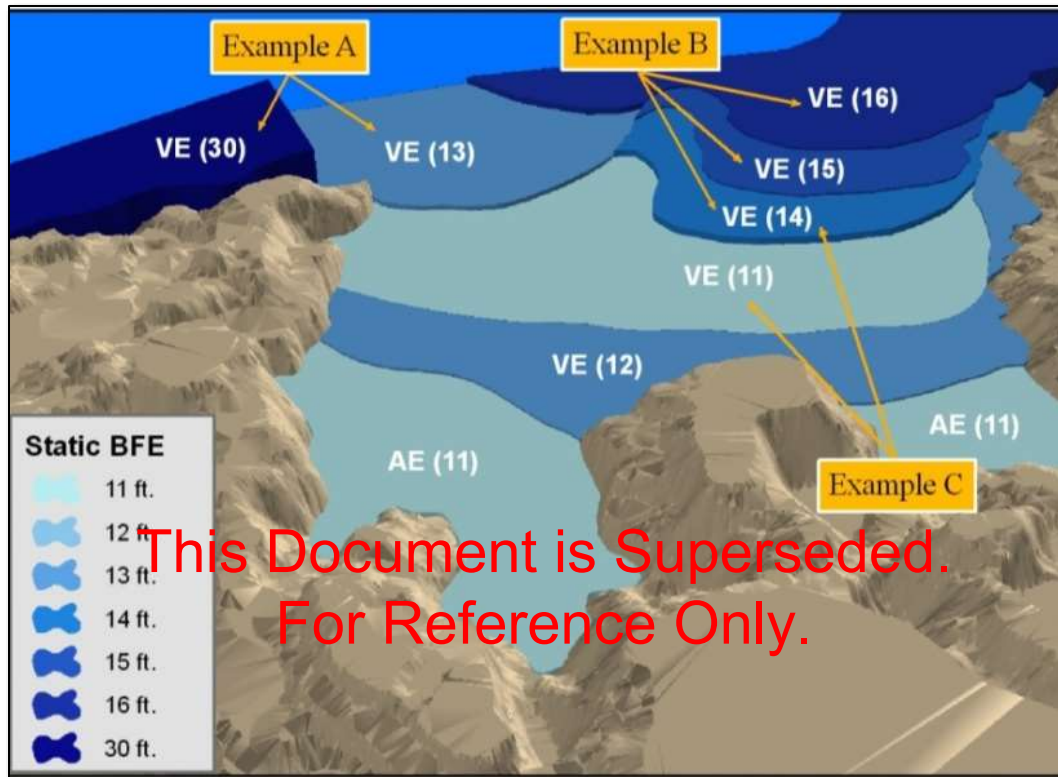 Example A
Example B
VE (16)
VE (30)
VE (13)
VE (15)
VE (14)
VE (11)
VE (12)
AE (11)
AE (11)
Example C
Static BFE
11 ft.
12 ft.
13 ft.
14 ft.
15 ft.
16 ft.
30 ft.
This Document is Superseded.
For Reference Only.